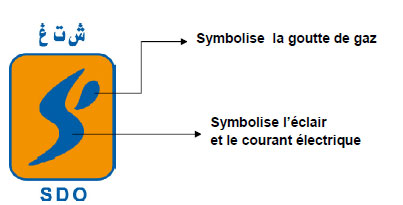 ش ت غ
Symbolise la goutte de gaz
Symbolise l'éclair
et le courant électrique
SDO